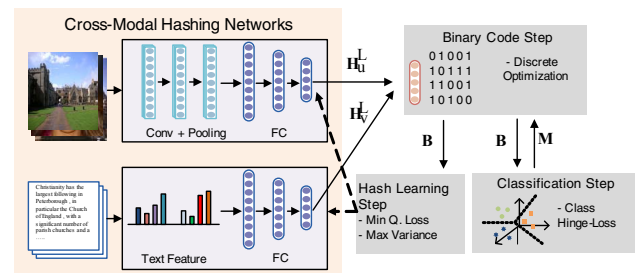 Cross-Modal Hashing Networks
Conv + Pooling
FC
Christianity has the
largest following in
Peterborough , in
particular the Church
of England , with a
significant number of
parish churches and a
.....
Text Feature
FC
H_u^L
H_v^L
Binary Code Step
01001
10111
11001
10100
- Discrete
Optimization
B
B
M
Hash Learning
Step
- Min Q. Loss
- Max Variance
Classification Step
- Class
Hinge-Loss